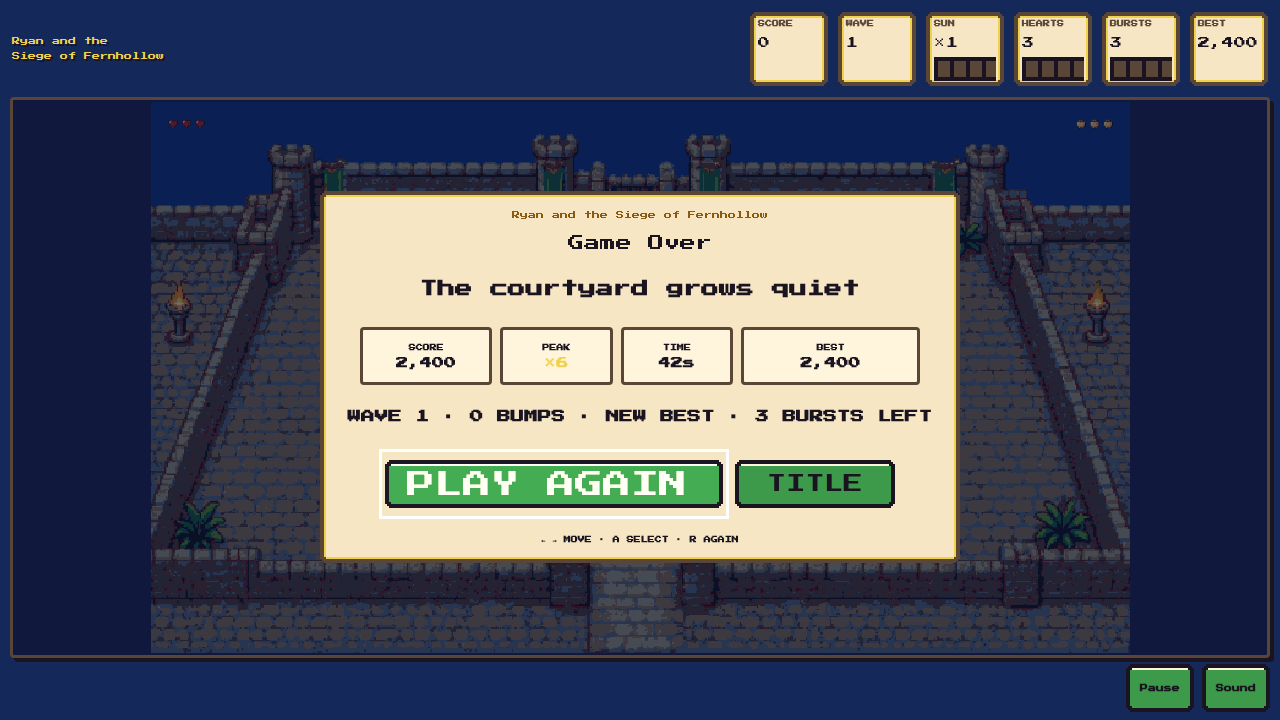 Ryan and the
Siege of Fernhollow
SCORE
0
WAVE
1
SUN
×1
HEARTS
3
BURSTS
3
BEST
2,400
Ryan and the Siege of Fernhollow
Game Over
The courtyard grows quiet
SCORE
2,400
PEAK
×6
TIME
42s
BEST
2,400
WAVE 1 · 0 BUMPS · NEW BEST · 3 BURSTS LEFT
PLAY AGAIN
TITLE
← → MOVE · A SELECT · R AGAIN
Pause
Sound